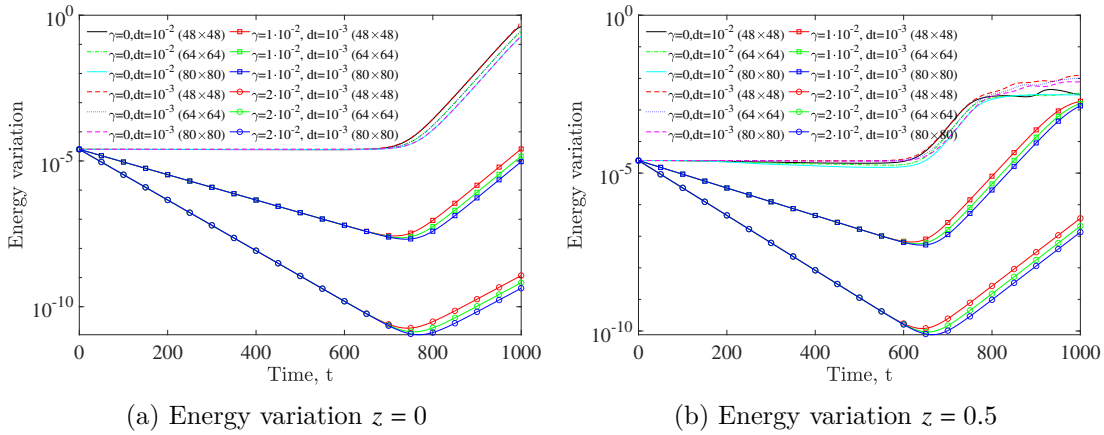 10^0
10^-5
10^-10
Energy variation
γ=0,dt=10^-2 (48×48)
γ=0,dt=10^-2 (64×64)
γ=0,dt=10^-2 (80×80)
γ=0,dt=10^-3 (48×48)
γ=0,dt=10^-3 (64×64)
γ=0,dt=10^-3 (80×80)
γ=1·10^-2, dt=10^-3 (48×48)
γ=1·10^-2, dt=10^-3 (64×64)
γ=1·10^-2, dt=10^-3 (80×80)
γ=2·10^-2, dt=10^-3 (48×48)
γ=2·10^-2, dt=10^-3 (64×64)
γ=2·10^-2, dt=10^-3 (80×80)
0 200 400 600 800 1000
Time, t
(a) Energy variation z = 0
10^0
10^-5
10^-10
Energy variation
γ=0,dt=10^-2 (48×48)
γ=0,dt=10^-2 (64×64)
γ=0,dt=10^-2 (80×80)
γ=0,dt=10^-3 (48×48)
γ=0,dt=10^-3 (64×64)
γ=0,dt=10^-3 (80×80)
γ=1·10^-2, dt=10^-3 (48×48)
γ=1·10^-2, dt=10^-3 (64×64)
γ=1·10^-2, dt=10^-3 (80×80)
γ=2·10^-2, dt=10^-3 (48×48)
γ=2·10^-2, dt=10^-3 (64×64)
γ=2·10^-2, dt=10^-3 (80×80)
0 200 400 600 800 1000
Time, t
(b) Energy variation z = 0.5